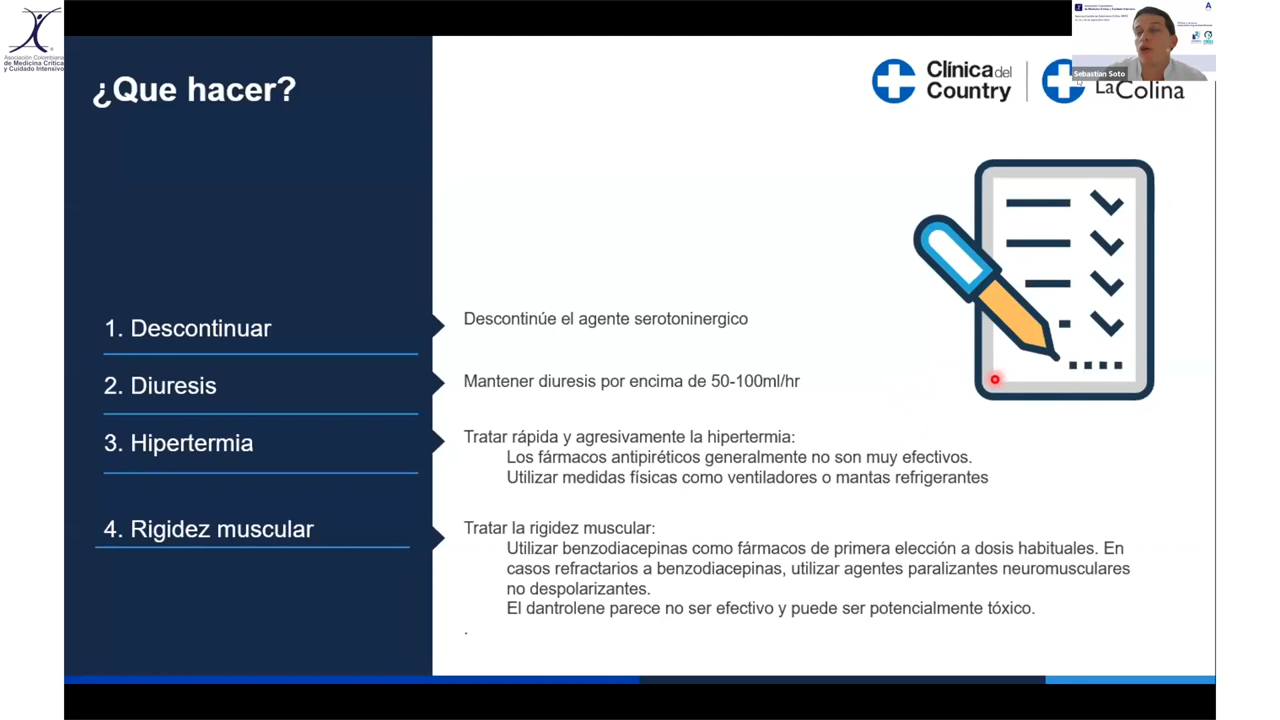 Asociación Colombiana
de Medicina Crítica
y Cuidado Intensivo®
¿Que hacer?
Clínica del
Country
La Colina
Sebastian Soto
1. Descontinuar
Descontinúe el agente serotoninergico
2. Diuresis
Mantener diuresis por encima de 50-100ml/hr
3. Hipertermia
Tratar rápida y agresivamente la hipertermia:
Los fármacos antipiréticos generalmente no son muy efectivos.
Utilizar medidas físicas como ventiladores o mantas refrigerantes
4. Rigidez muscular
Tratar la rigidez muscular:
Utilizar benzodiacepinas como fármacos de primera elección a dosis habituales. En
casos refractarios a benzodiacepinas, utilizar agentes paralizantes neuromusculares
no despolarizantes.
El dantrolene parece no ser efectivo y puede ser potencialmente tóxico.
.